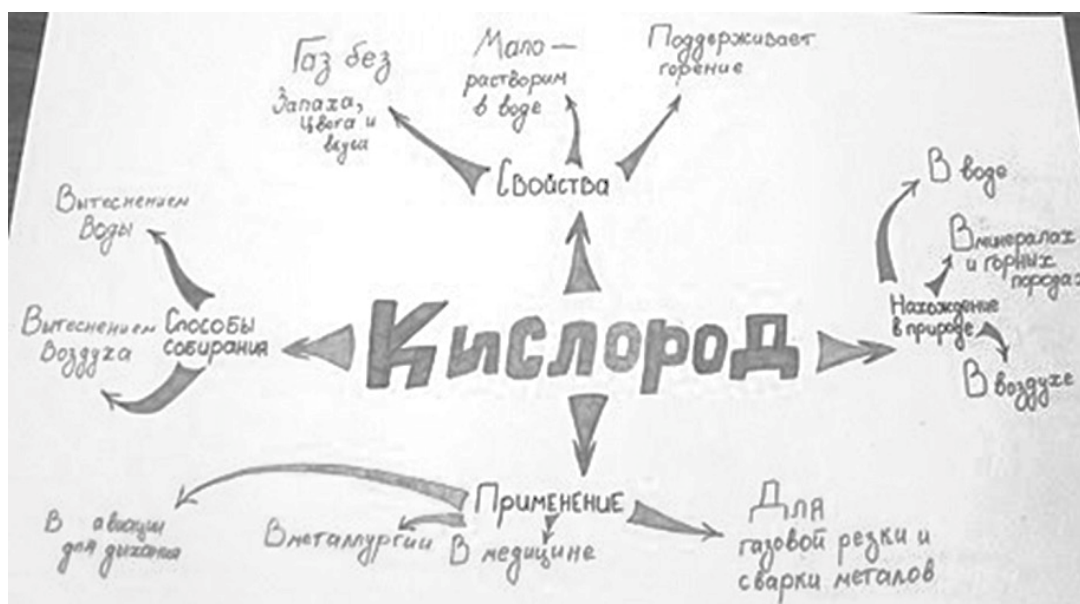 Газ без
Запаха,
цвета и
вкуса
Мало-
растворим
в воде
Поддерживает
горение
Свойства
Вытеснением
Воды
Вытеснением
Воздуха
Способы
собирания
Кислород
Нахождение
в природе
В воде
В минералах
и горных
породах
В воздухе
Применение
В авиации
для дыхания
В металлургии
В медицине
Для
газовой резки и
сварки металов